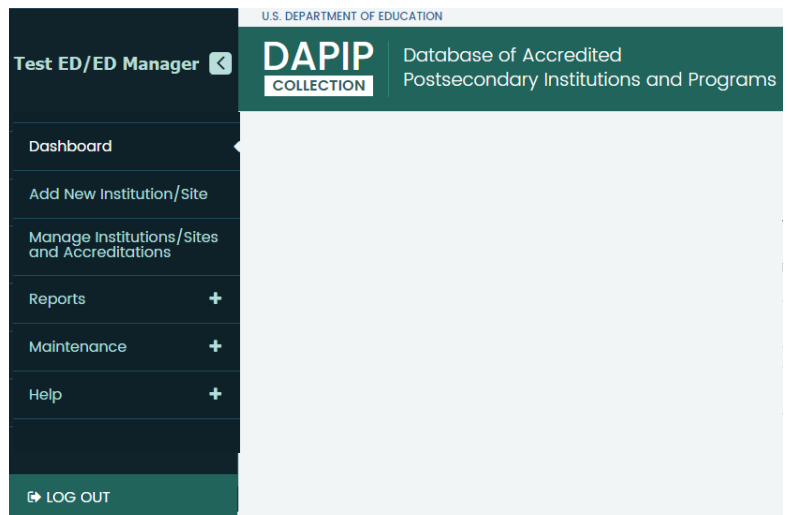 U.S. DEPARTMENT OF EDUCATION
Test ED/ED Manager
DAPIP
COLLECTION
Database of Accredited
Postsecondary Institutions and Programs
Dashboard
Add New Institution/Site
Manage Institutions/Sites
and Accreditations
Reports
Maintenance
Help
LOG OUT